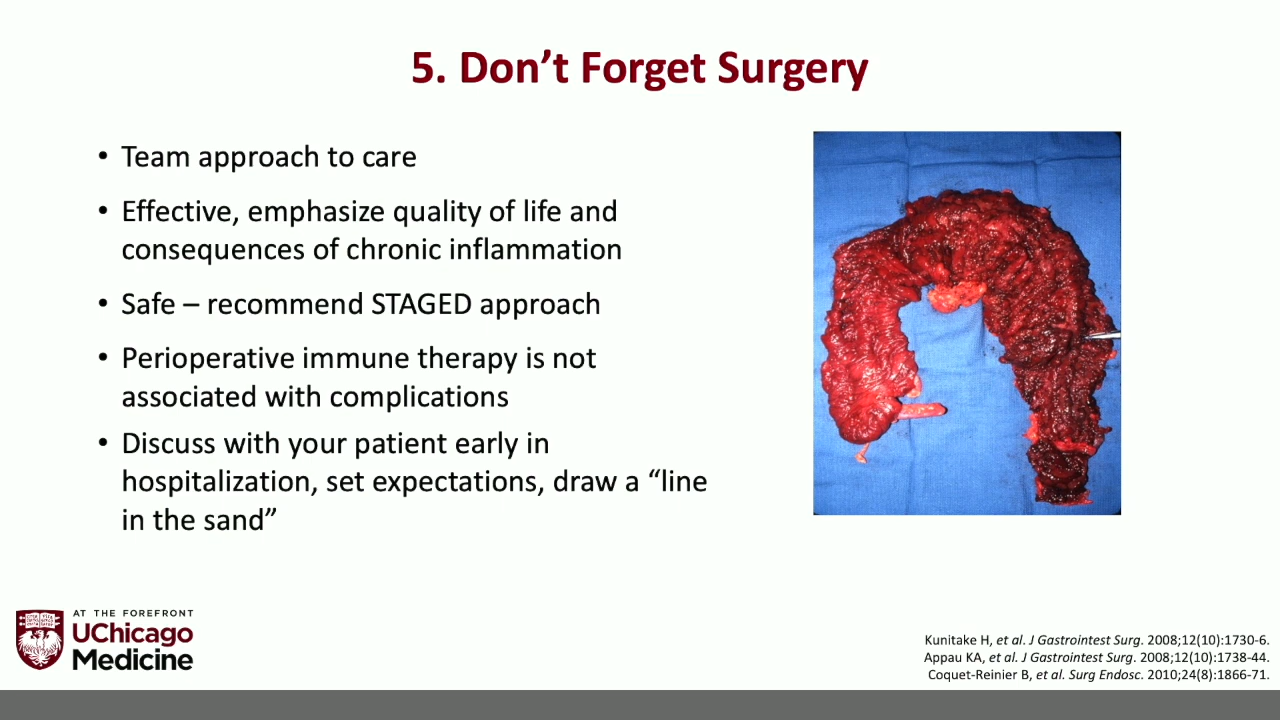 5. Don’t Forget Surgery
• Team approach to care
• Effective, emphasize quality of life and
consequences of chronic inflammation
• Safe – recommend STAGED approach
• Perioperative immune therapy is not
associated with complications
• Discuss with your patient early in
hospitalization, set expectations, draw a “line
in the sand”
AT THE FOREFRONT
UChicago
Medicine
Kunitake H, et al. J Gastrointest Surg. 2008;12(10):1730-6.
Appau KA, et al. J Gastrointest Surg. 2008;12(10):1738-44.
Coquet-Reinier B, et al. Surg Endosc. 2010;24(8):1866-71.